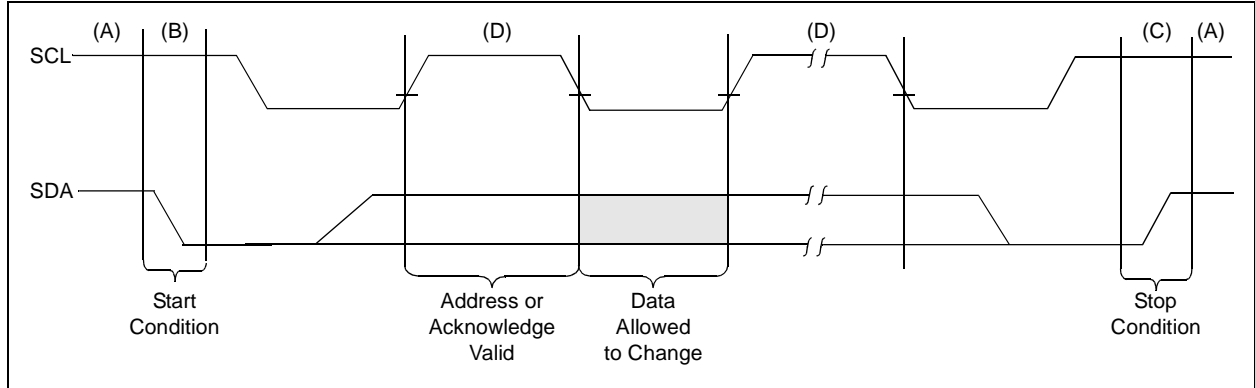 (A) (B) (D) (D) (C) (A)
SCL
SDA
Start
Condition
Address or
Acknowledge
Valid
Data
Allowed
to Change
Stop
Condition